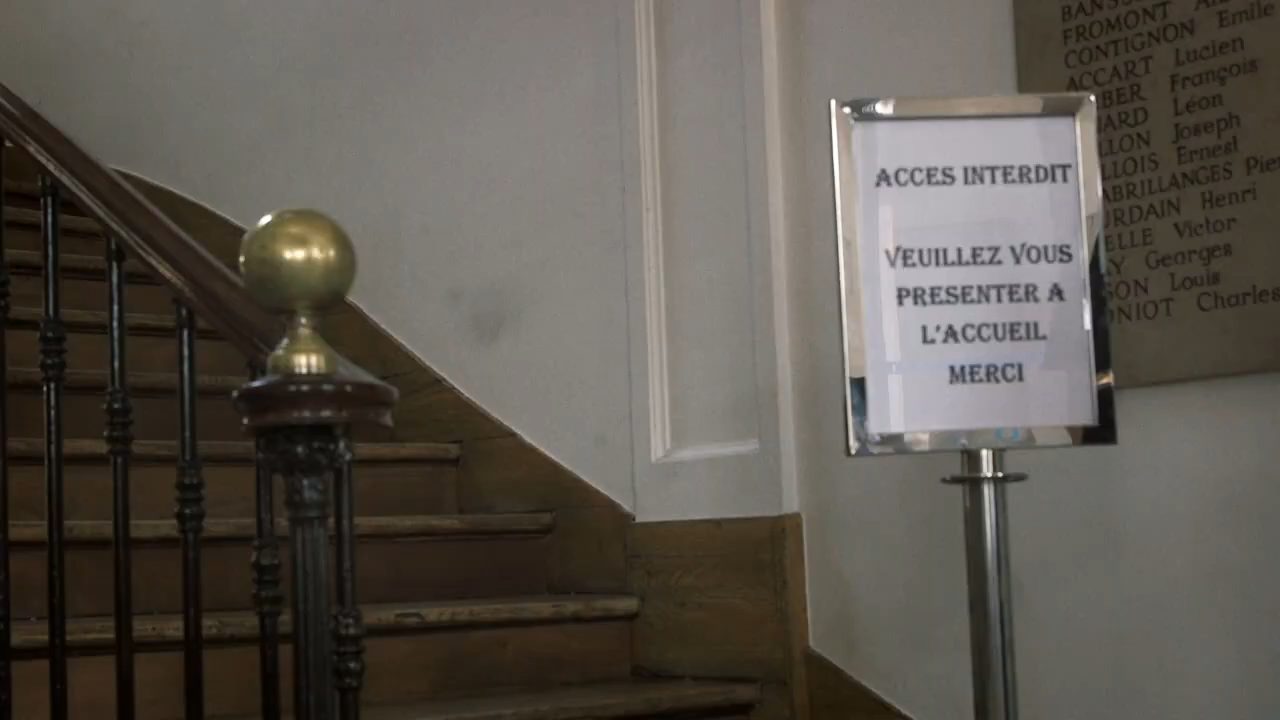 ACCES INTERDIT
VEUILLEZ VOUS
PRESENTER A
L'ACCUEIL
MERCI
FROMONT
CONTIGNON Emile
ACCART Lucien
François
Léon
Joseph
Ernest
Henri
Victor
Georges
Louis
Charles